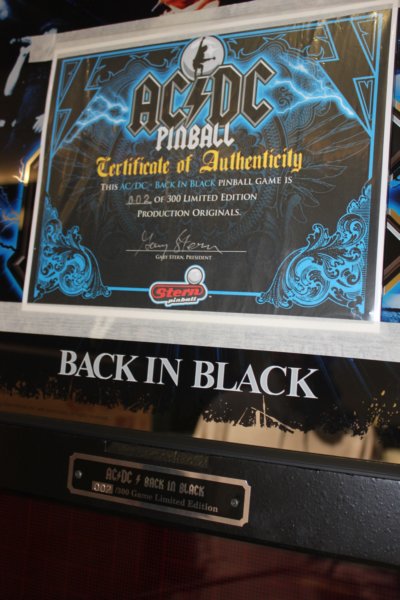 AC⚡DC
PINBALL
Certificate of Authenticity
THIS AC/DC - BACK IN BLACK PINBALL GAME IS
002 OF 300 LIMITED EDITION
PRODUCTION ORIGINALS.
Gary Stern
GARY STERN, PRESIDENT
Stern
pinball
BACK IN BLACK
AC⚡DC ⚡ BACK IN BLACK
002 /300 Game Limited Edition